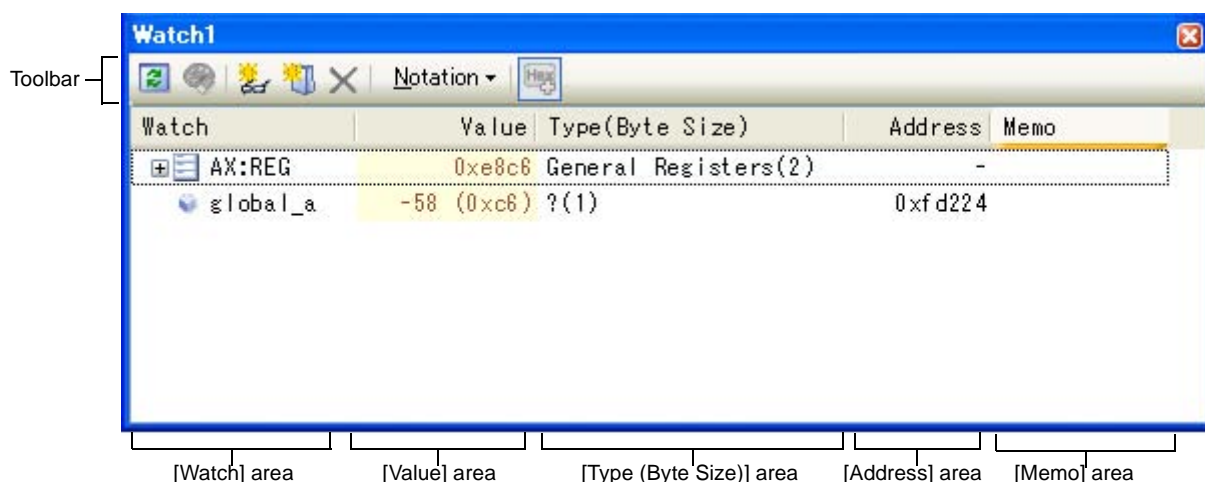 Watch1
Toolbar
Notation
Hex
Watch Value Type(Byte Size) Address Memo
AX:REG 0xe8c6 General Registers(2) -
global_a -58 (0xc6) ?(1) 0xfd224
[Watch] area [Value] area [Type (Byte Size)] area [Address] area [Memo] area